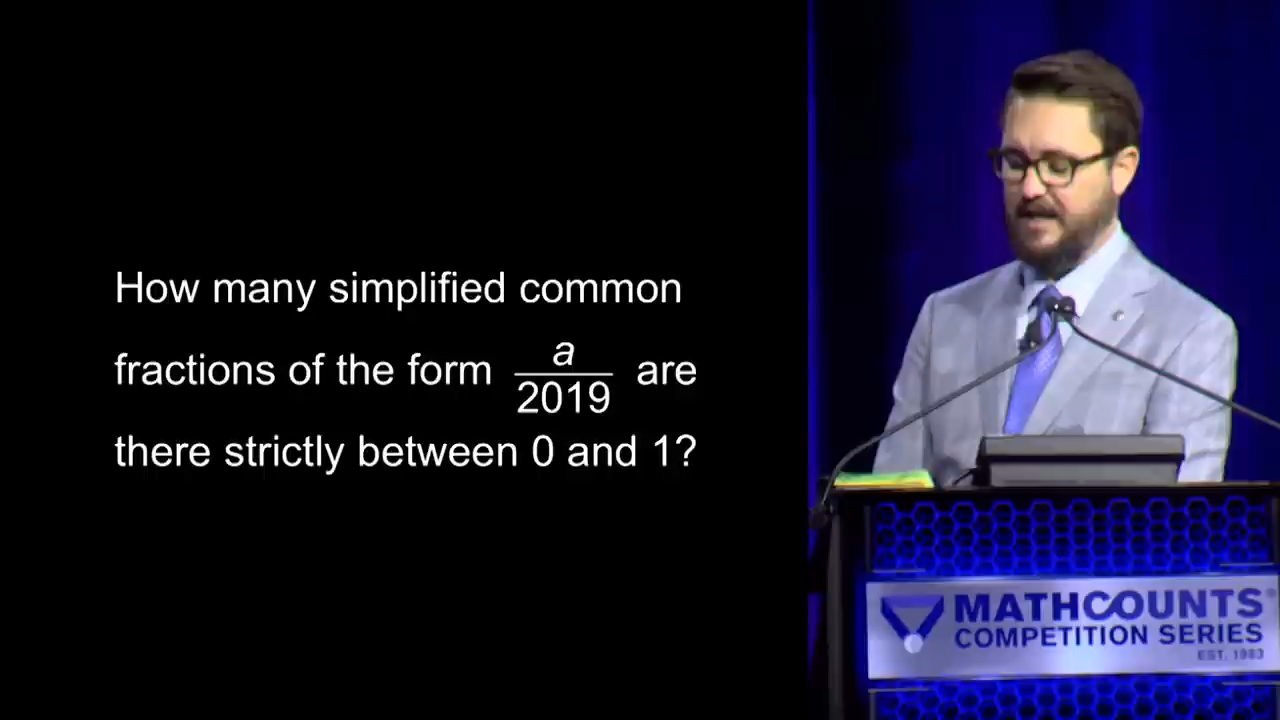 How many simplified common
fractions of the form a/2019 are
there strictly between 0 and 1?
MATHCOUNTS®
COMPETITION SERIES
EST. 1983